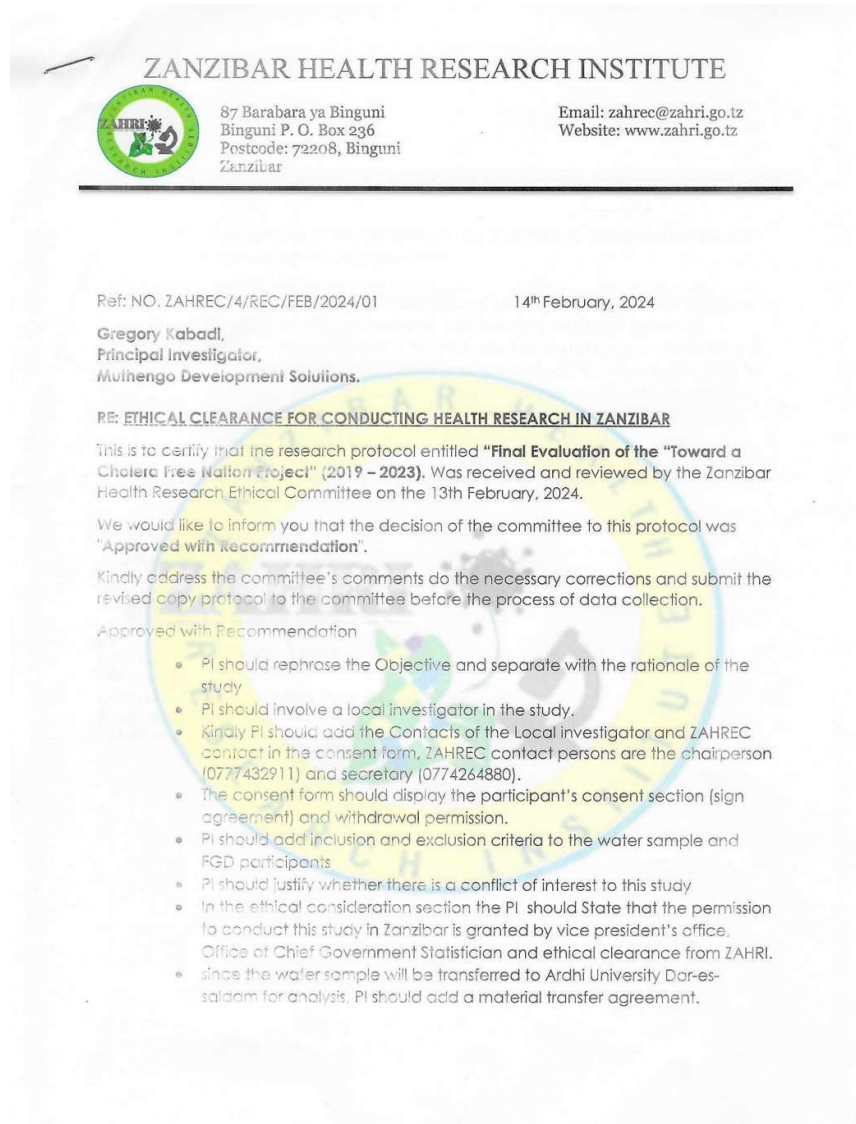 ZANZIBAR HEALTH RESEARCH INSTITUTE
ZAHRI
87 Barabara ya Binguni
Binguni P. O. Box 236
Postcode: 72208, Binguni
Zanzibar
Email: zahrec@zahri.go.tz
Website: www.zahri.go.tz
Ref: NO. ZAHREC/4/REC/FEB/2024/01
14th February, 2024
Gregory Kabadi,
Principal Investigator,
Muthengo Development Solutions.
RE: ETHICAL CLEARANCE FOR CONDUCTING HEALTH RESEARCH IN ZANZIBAR
This is to certify that the research protocol entitled "Final Evaluation of the "Toward a
Cholera Free Nation Project" (2019 – 2023). Was received and reviewed by the Zanzibar
Health Research Ethical Committee on the 13th February, 2024.
We would like to inform you that the decision of the committee to this protocol was
"Approved with Recommendation".
Kindly address the committee's comments do the necessary corrections and submit the
revised copy protocol to the committee before the process of data collection.
Approved with Recommendation
• PI should rephrase the Objective and separate with the rationale of the
study
• PI should involve a local investigator in the study.
• Kindly PI should add the Contacts of the Local investigator and ZAHREC
contact in the consent form, ZAHREC contact persons are the chairperson
(0777432911) and secretary (0774264880).
• The consent form should display the participant's consent section (sign
agreement) and withdrawal permission.
• PI should add inclusion and exclusion criteria to the water sample and
FGD participants
• PI should justify whether there is a conflict of interest to this study
• In the ethical consideration section the PI should State that the permission
to conduct this study in Zanzibar is granted by vice president's office,
Office of Chief Government Statistician and ethical clearance from ZAHRI.
• since the water sample will be transferred to Ardhi University Dar-es-
salaam for analysis, PI should add a material transfer agreement.